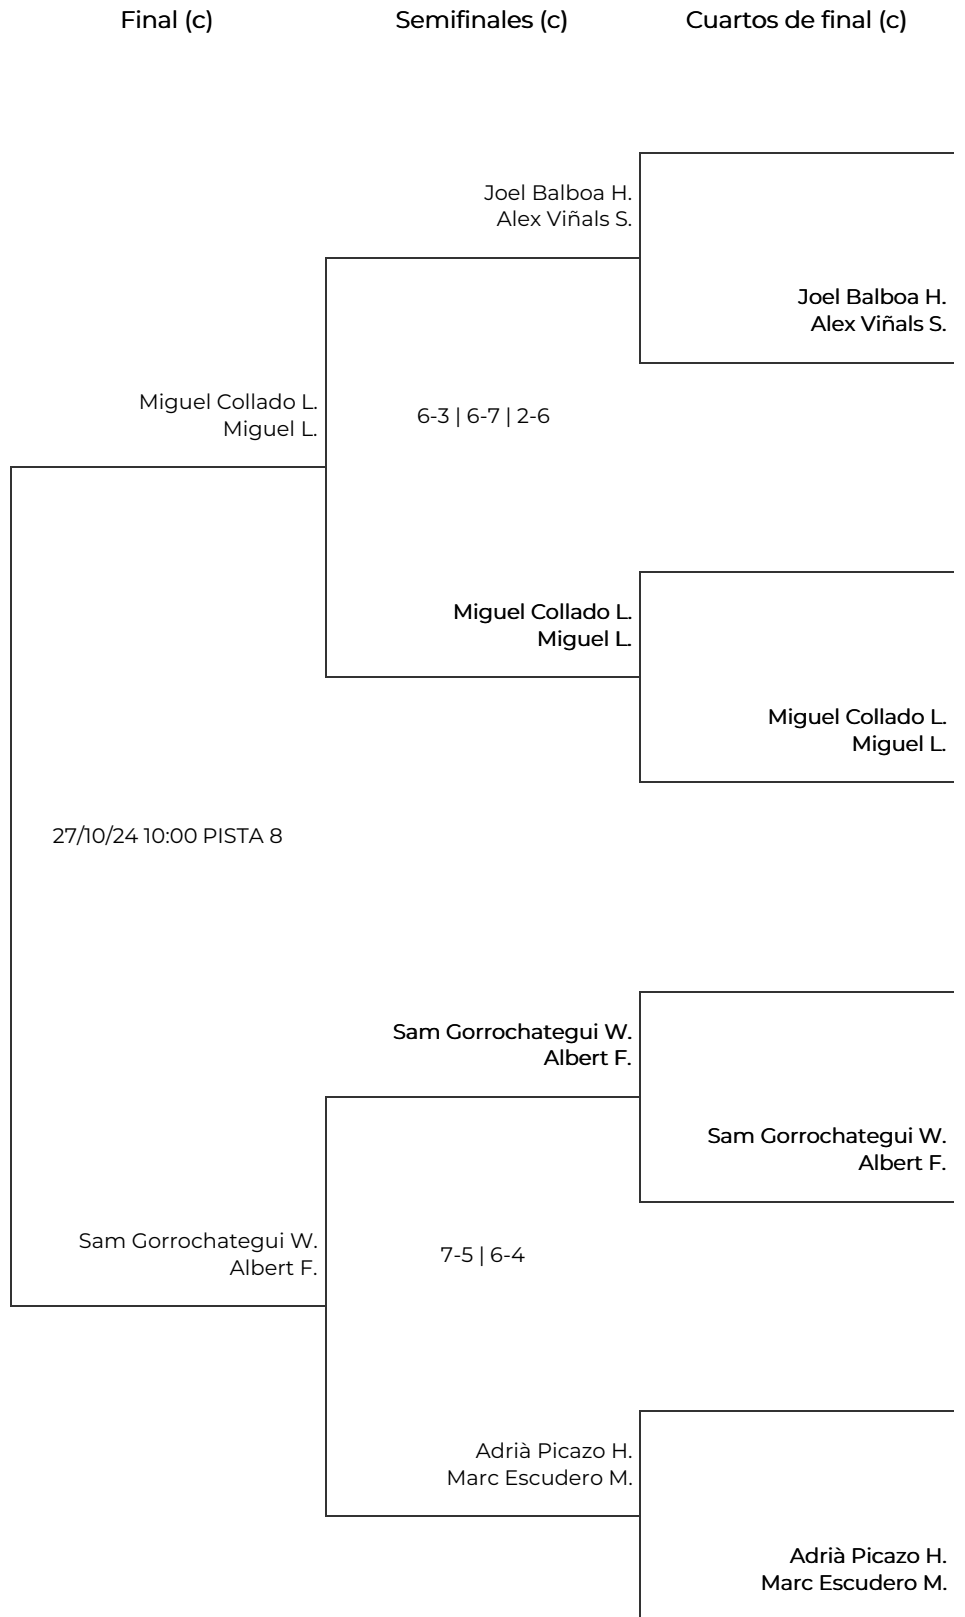 Final (c)
Semifinales (c)
Cuartos de final (c)
Joel Balboa H.
Alex Viñals S.
Joel Balboa H.
Alex Viñals S.
Miguel Collado L.
Miguel L.
6-3 | 6-7 | 2-6
Miguel Collado L.
Miguel L.
Miguel Collado L.
Miguel L.
27/10/24 10:00 PISTA 8
Sam Gorrochategui W.
Albert F.
Sam Gorrochategui W.
Albert F.
Sam Gorrochategui W.
Albert F.
7-5 | 6-4
Adrià Picazo H.
Marc Escudero M.
Adrià Picazo H.
Marc Escudero M.